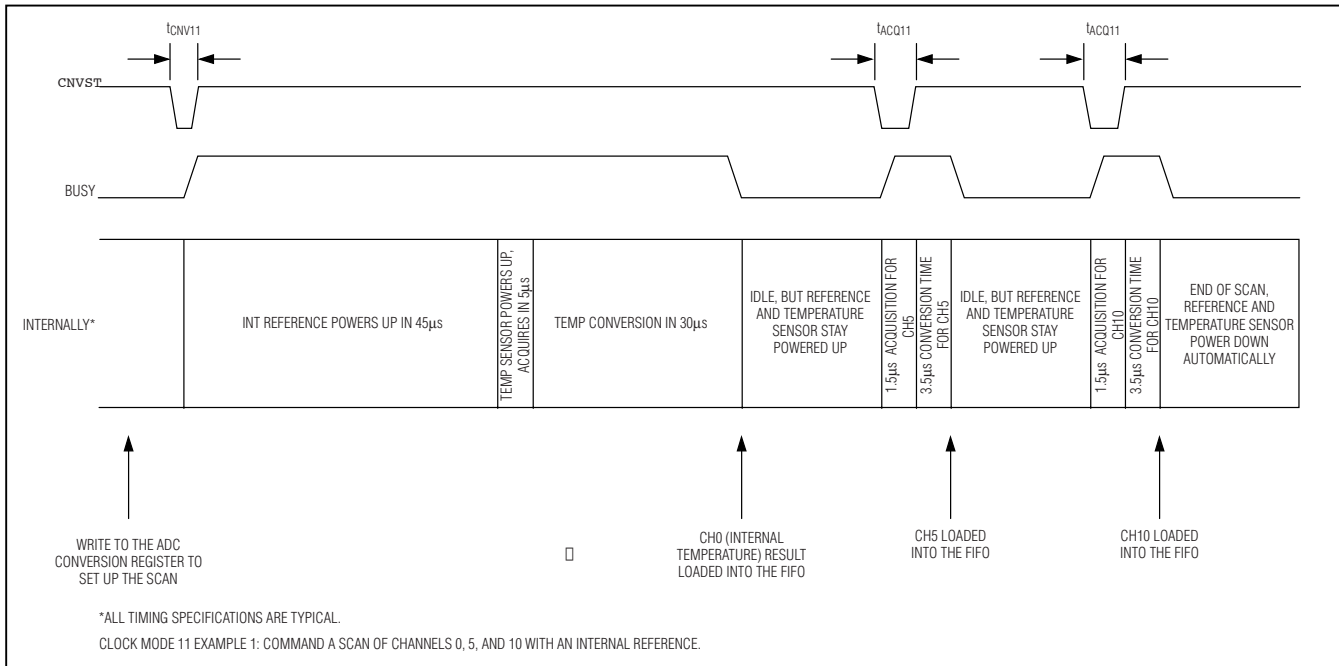 tCNV11
tACQ11
tACQ11
CNVST
BUSY
INTERNALLY*
INT REFERENCE POWERS UP IN 45µs
TEMP SENSOR POWERS UP,
ACQUIRES IN 5µs
TEMP CONVERSION IN 30µs
IDLE, BUT REFERENCE
AND TEMPERATURE
SENSOR STAY
POWERED UP
1.5µs ACQUISITION FOR
CH5
3.5µs CONVERSION TIME
FOR CH5
IDLE, BUT REFERENCE
AND TEMPERATURE
SENSOR STAY
POWERED UP
1.5µs ACQUISITION FOR
CH10
3.5µs CONVERSION TIME
FOR CH10
END OF SCAN,
REFERENCE AND
TEMPERATURE SENSOR
POWER DOWN
AUTOMATICALLY
WRITE TO THE ADC
CONVERSION REGISTER TO
SET UP THE SCAN
CH0 (INTERNAL
TEMPERATURE) RESULT
LOADED INTO THE FIFO
CH5 LOADED
INTO THE FIFO
CH10 LOADED
INTO THE FIFO
*ALL TIMING SPECIFICATIONS ARE TYPICAL.
CLOCK MODE 11 EXAMPLE 1: COMMAND A SCAN OF CHANNELS 0, 5, AND 10 WITH AN INTERNAL REFERENCE.